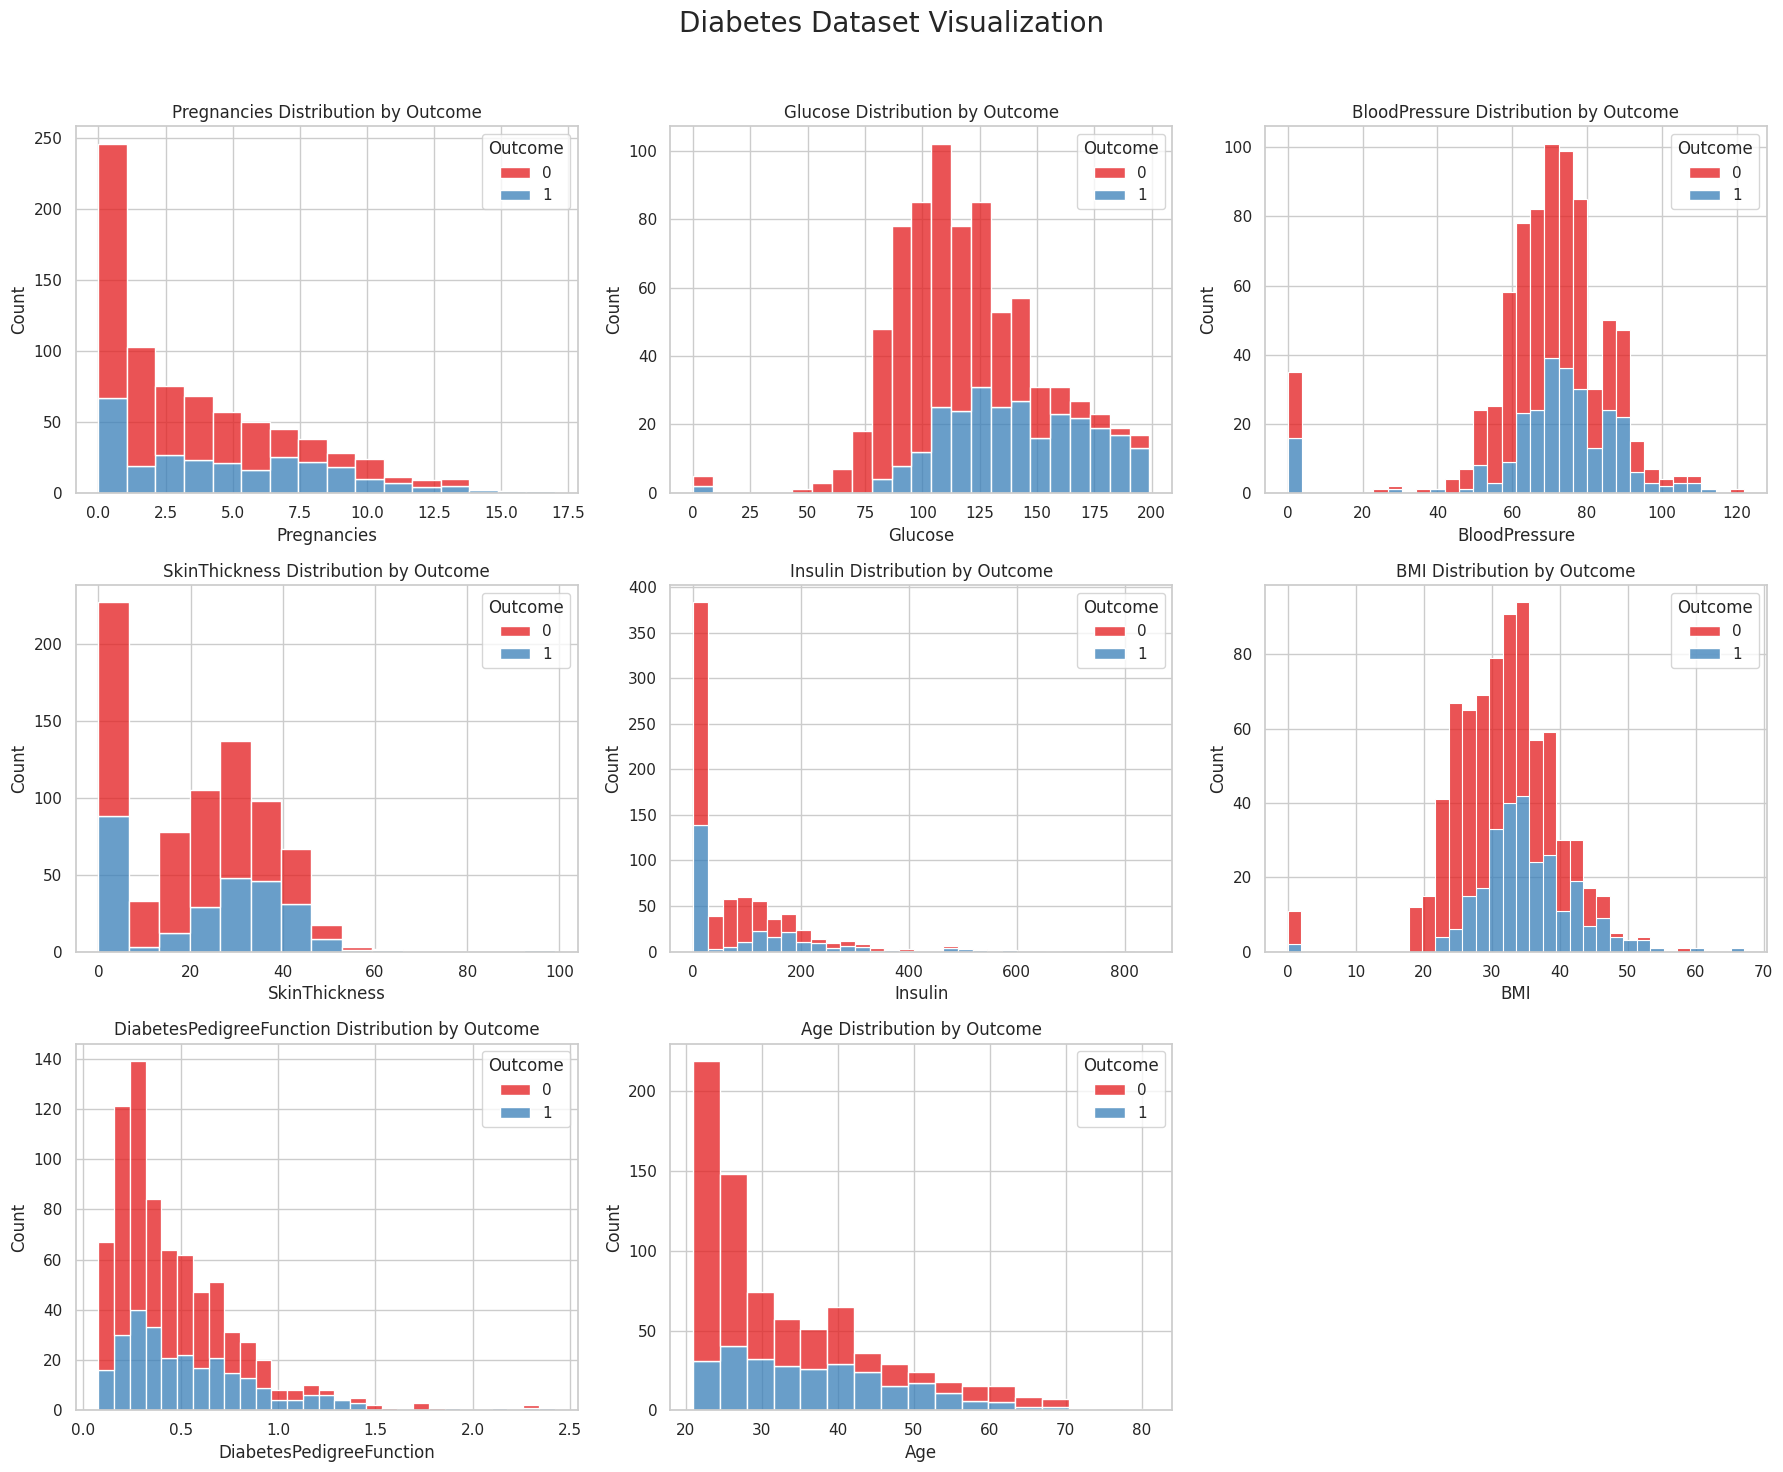 Diabetes Dataset Visualization
Pregnancies Distribution by Outcome
250
200
150
100
50
0
Count
0.0 2.5 5.0 7.5 10.0 12.5 15.0 17.5
Pregnancies
Outcome
0
1
Glucose Distribution by Outcome
100
80
60
40
20
0
Count
0 25 50 75 100 125 150 175 200
Glucose
Outcome
0
1
BloodPressure Distribution by Outcome
100
80
60
40
20
0
Count
0 20 40 60 80 100 120
BloodPressure
Outcome
0
1
SkinThickness Distribution by Outcome
200
150
100
50
0
Count
0 20 40 60 80 100
SkinThickness
Outcome
0
1
Insulin Distribution by Outcome
400
350
300
250
200
150
100
50
0
Count
0 200 400 600 800
Insulin
Outcome
0
1
BMI Distribution by Outcome
80
60
40
20
0
Count
0 10 20 30 40 50 60 70
BMI
Outcome
0
1
DiabetesPedigreeFunction Distribution by Outcome
140
120
100
80
60
40
20
0
Count
0.0 0.5 1.0 1.5 2.0 2.5
DiabetesPedigreeFunction
Outcome
0
1
Age Distribution by Outcome
200
150
100
50
0
Count
20 30 40 50 60 70 80
Age
Outcome
0
1